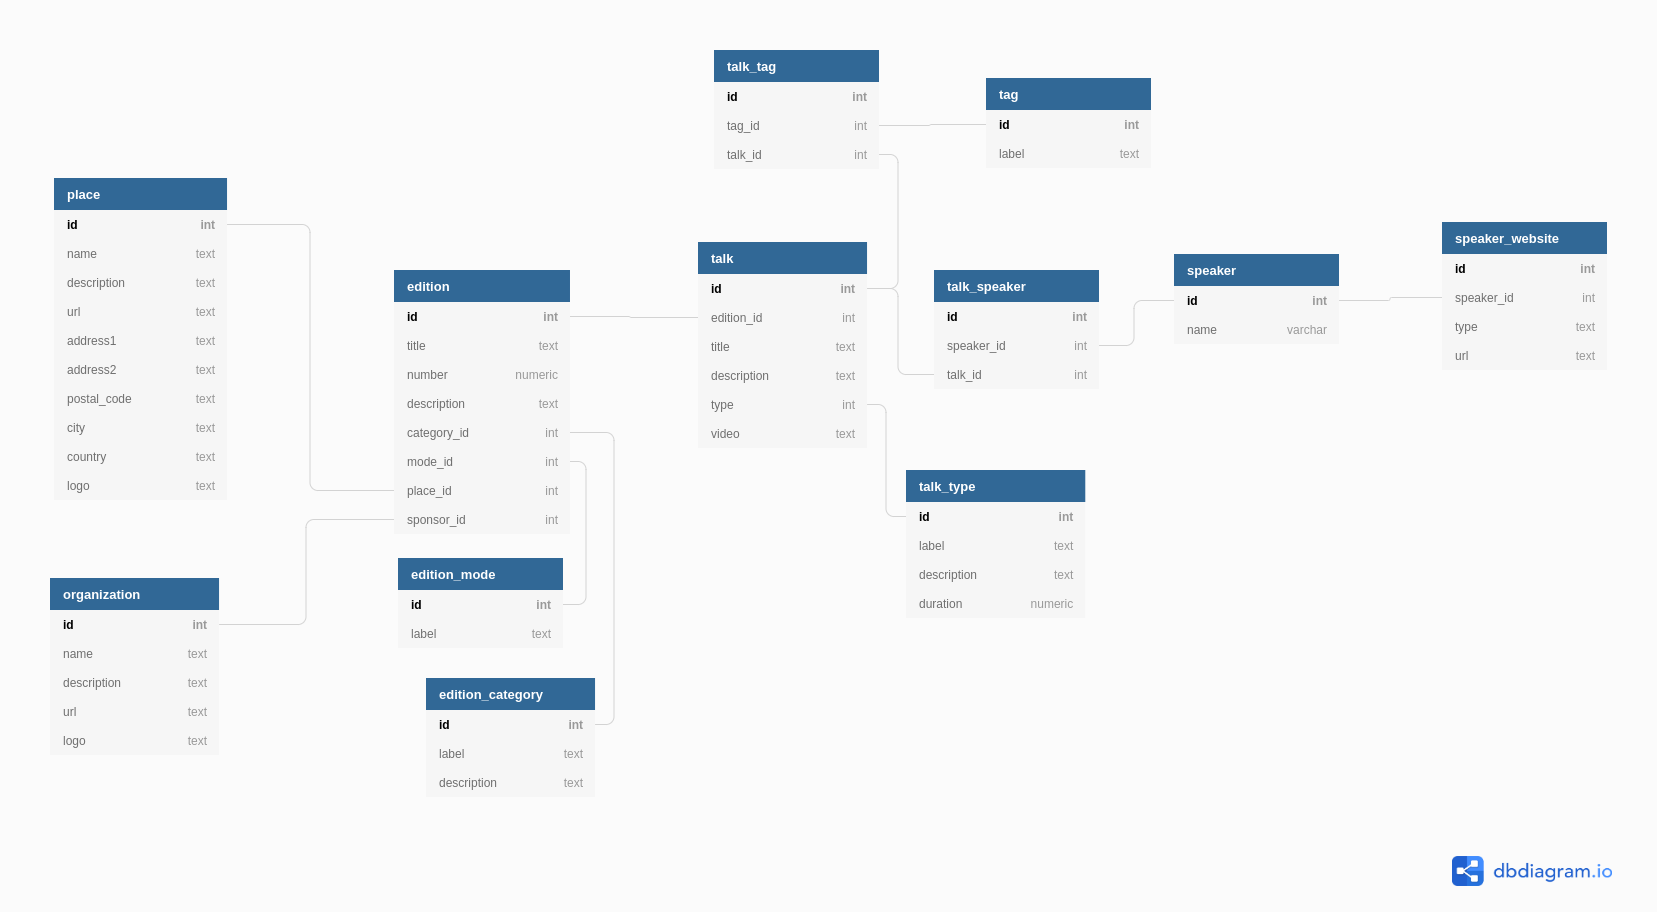 talk_tag
id int
tag_id int
talk_id int
tag
id int
label text
place
id int
name text
description text
url text
address1 text
address2 text
postal_code text
city text
country text
logo text
edition
id int
title text
number numeric
description text
category_id int
mode_id int
place_id int
sponsor_id int
talk
id int
edition_id int
title text
description text
type int
video text
talk_speaker
id int
speaker_id int
talk_id int
speaker
id int
name varchar
speaker_website
id int
speaker_id int
type text
url text
talk_type
id int
label text
description text
duration numeric
organization
id int
name text
description text
url text
logo text
edition_mode
id int
label text
edition_category
id int
label text
description text
dbdiagram.io